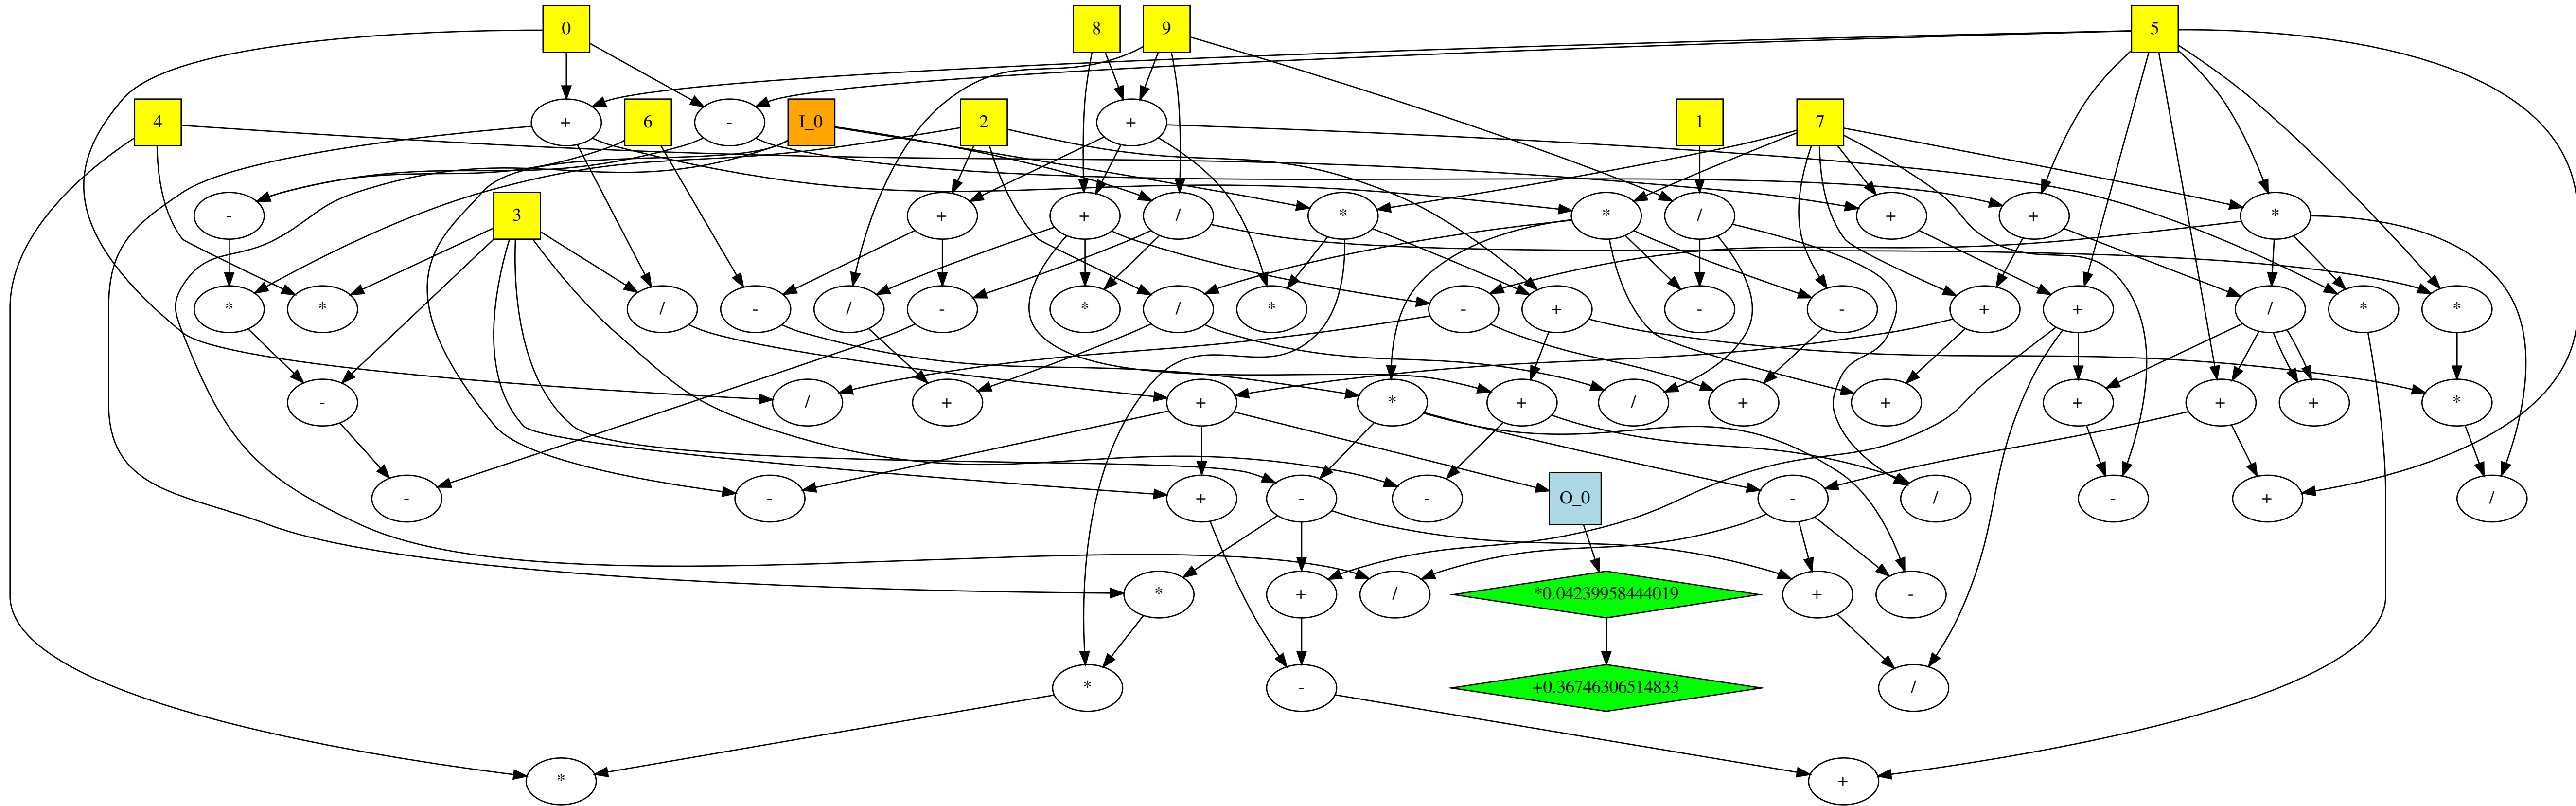 0 8 9 5
4 + 6 - I_0 2 + 1 7
- 3 + + / * * / + + *
* * / - / - * / * - + - - + + / * *
- / + + * + / + + + + + *
- - + - - O_0 - / - + /
* + / *0.04239958444019 + -
* - +0.36746306514833 /
* +